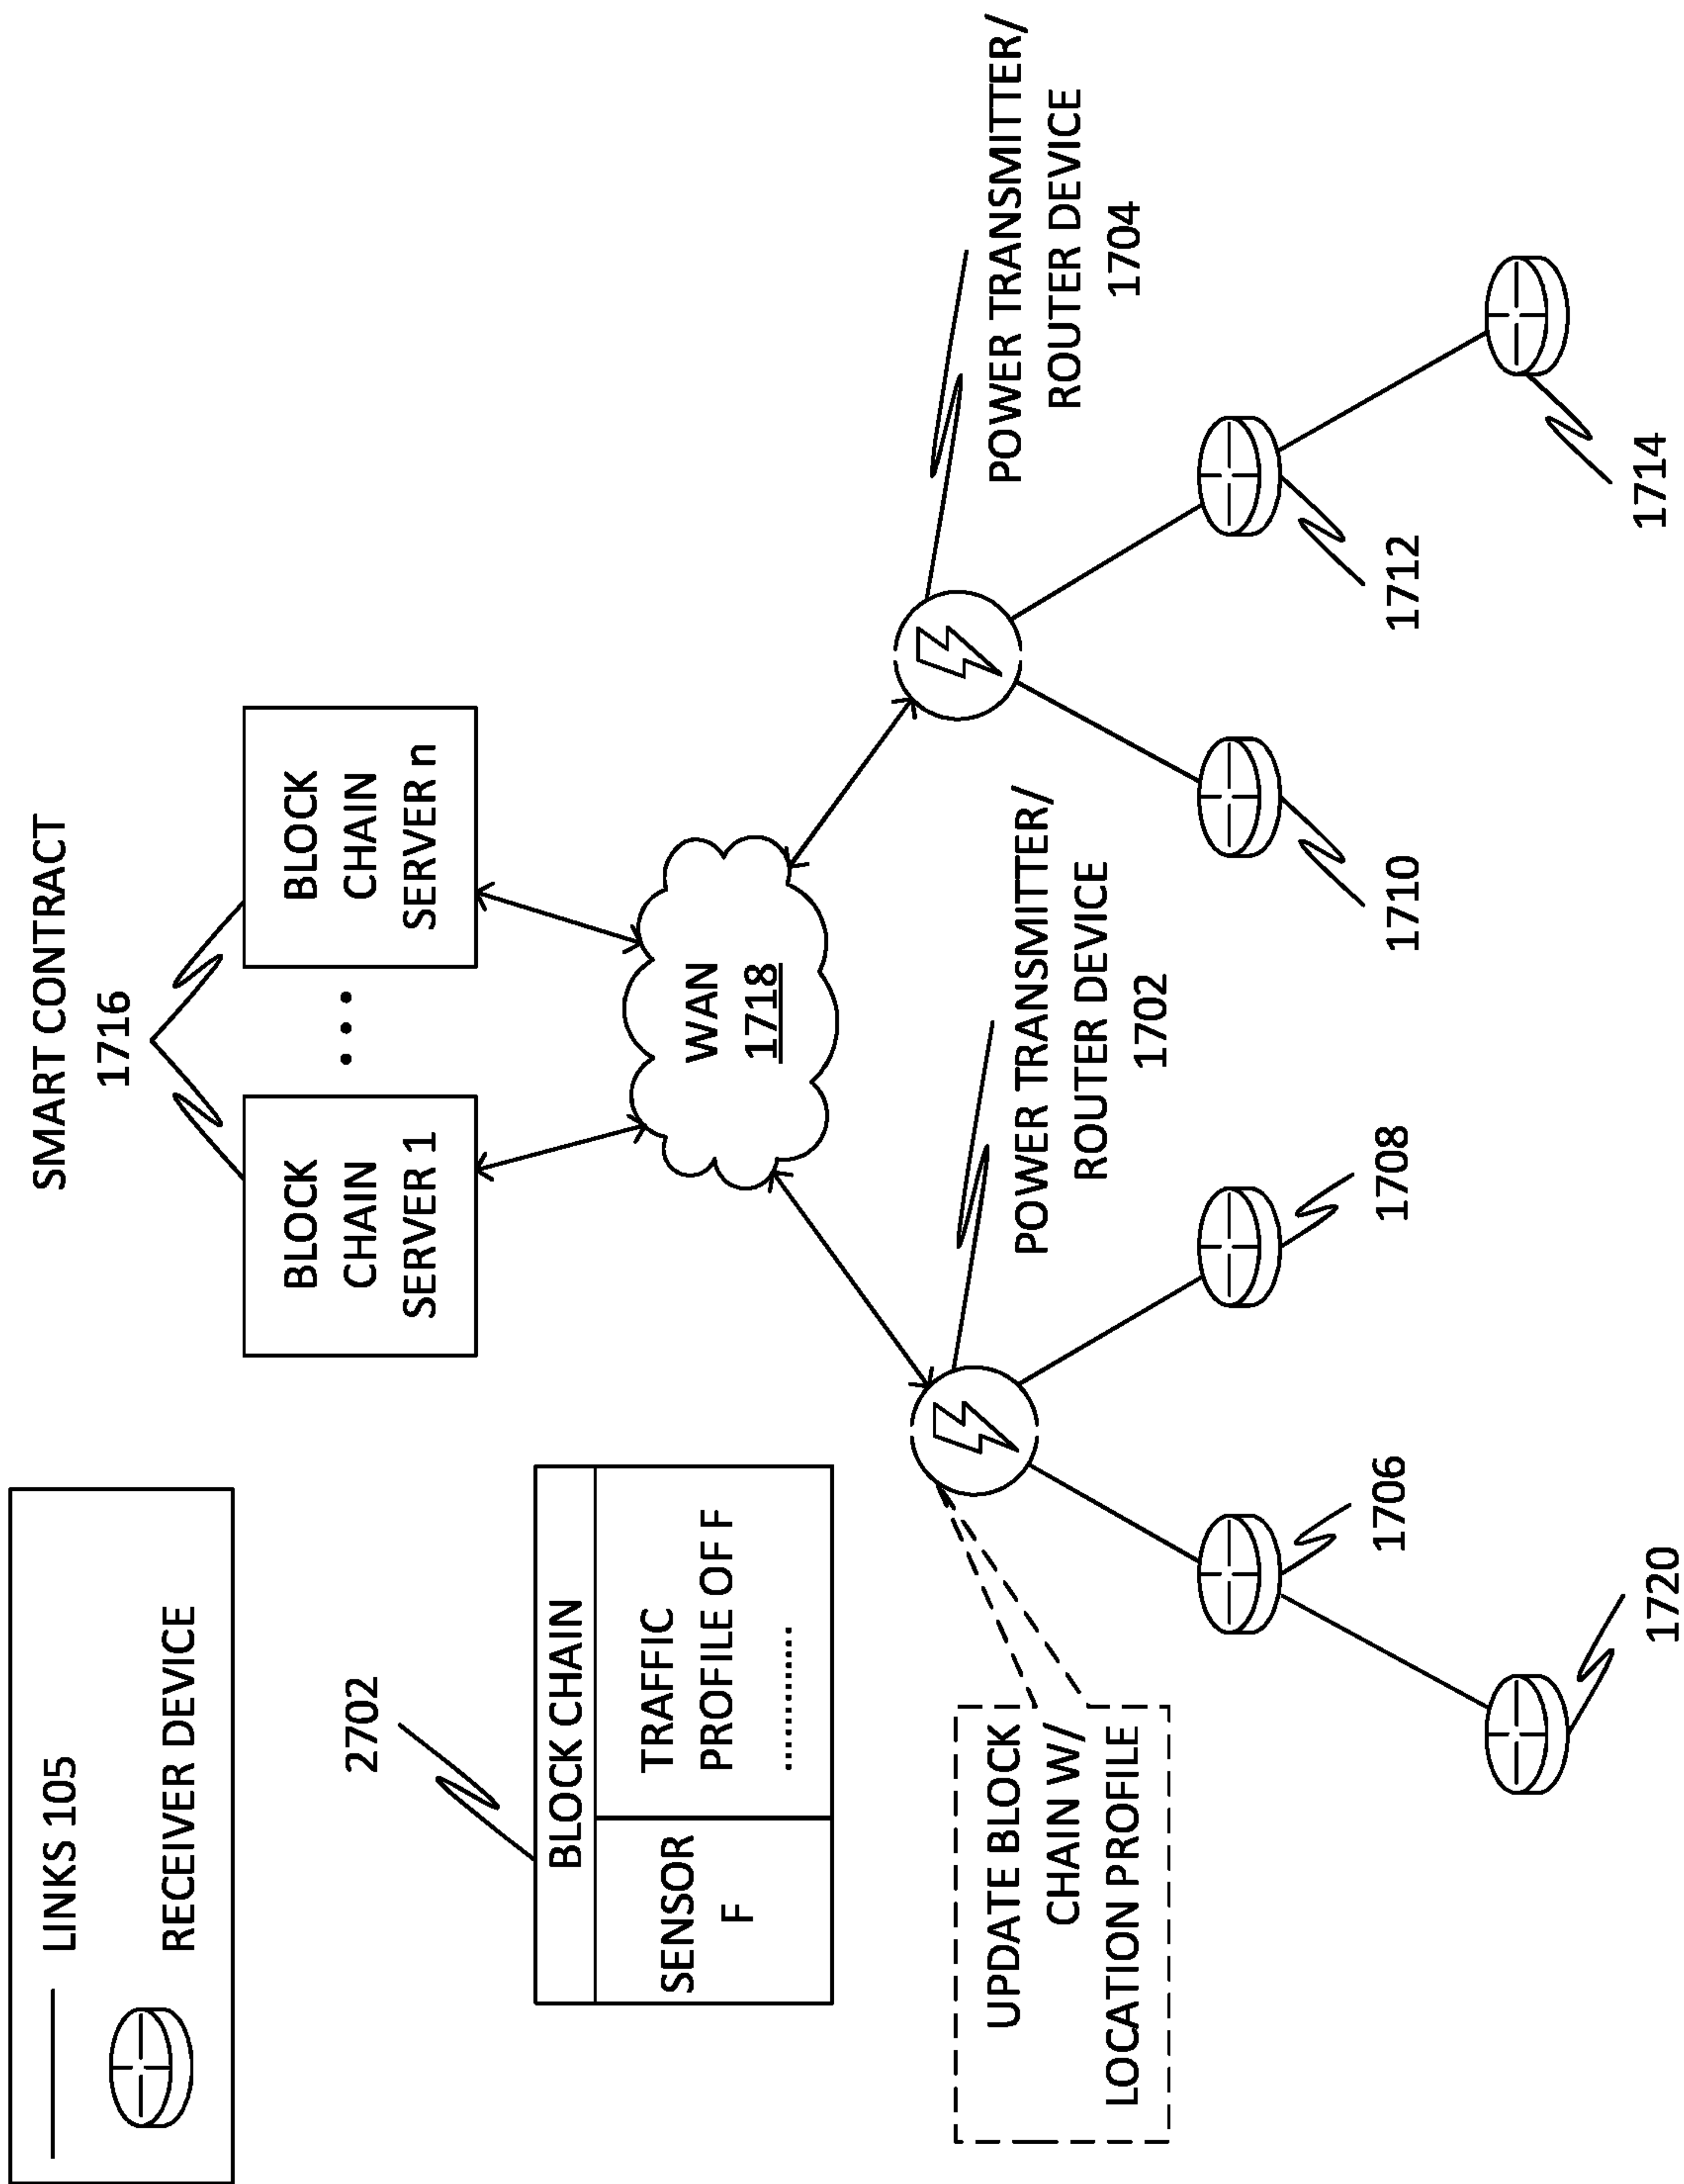 LINKS 105
RECEIVER DEVICE
SMART CONTRACT
1716
BLOCK
CHAIN
SERVER 1
...
BLOCK
CHAIN
SERVER n
2702
BLOCK CHAIN
SENSOR
F
TRAFFIC
PROFILE OF F
...........
WAN
1718
UPDATE BLOCK
CHAIN W/
LOCATION PROFILE
POWER TRANSMITTER/
ROUTER DEVICE
1702
POWER TRANSMITTER/
ROUTER DEVICE
1704
1706
1708
1710
1712
1720
1714